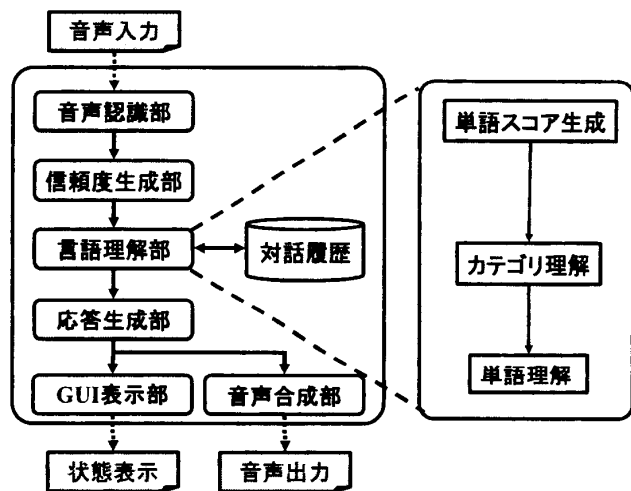 音声入力
音声認識部
信頼度生成部
言語理解部
対話履歴
応答生成部
GUI表示部
音声合成部
状態表示
音声出力
単語スコア生成
カテゴリ理解
単語理解